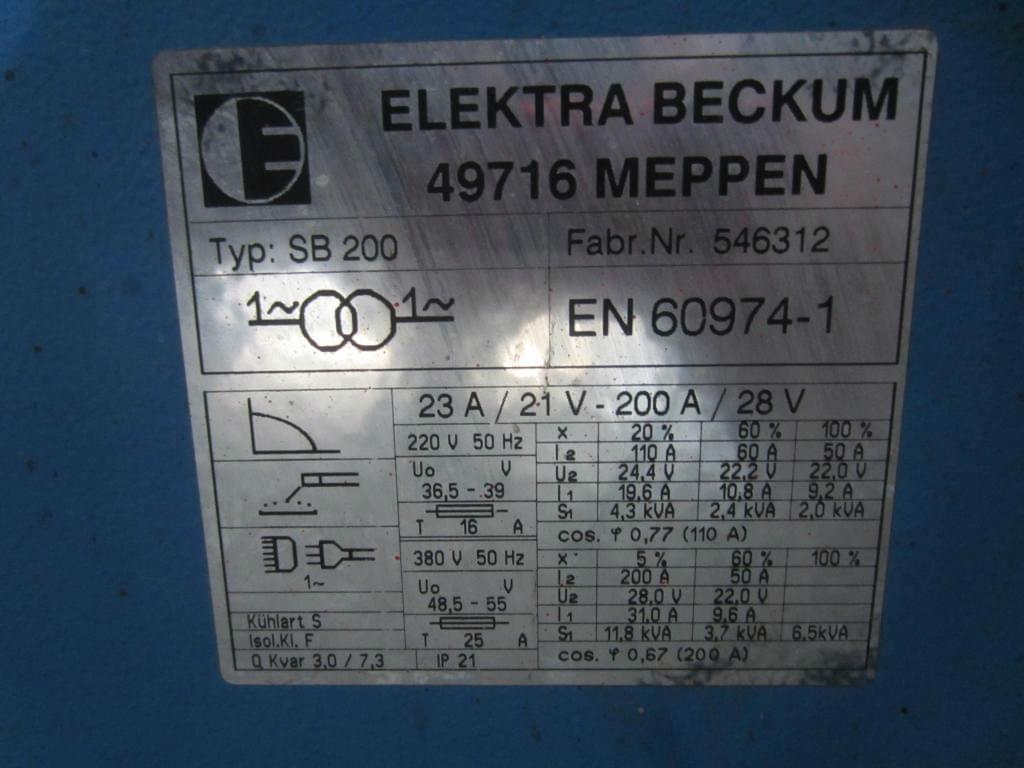 E
ELEKTRA BECKUM
49716 MEPPEN
Typ: SB 200
Fabr.Nr. 546312
1~ 1~
EN 60974-1
23 A / 21 V - 200 A / 28 V
220 V 50 Hz
U₀ V
36,5 - 39
T 16 A
X 20 % 60 % 100 %
I₂ 110 A 60 A 50 A
U₂ 24,4 V 22,2 V 22,0 V
I₁ 19,6 A 10,8 A 9,2 A
S₁ 4,3 kVA 2,4 kVA 2,0 kVA
cos. φ 0,77 (110 A)
1~
380 V 50 Hz
U₀ V
48,5 - 55
T 25 A
X 5 % 60 % 100 %
I₂ 200 A 50 A
U₂ 28,0 V 22,0 V
I₁ 31,0 A 9,6 A
S₁ 11,8 kVA 3,7 kVA 6,5kVA
cos. φ 0,67 (200 A)
Kühlart S
Isol.Kl. F
Q Kvar 3,0 / 7,3
IP 21